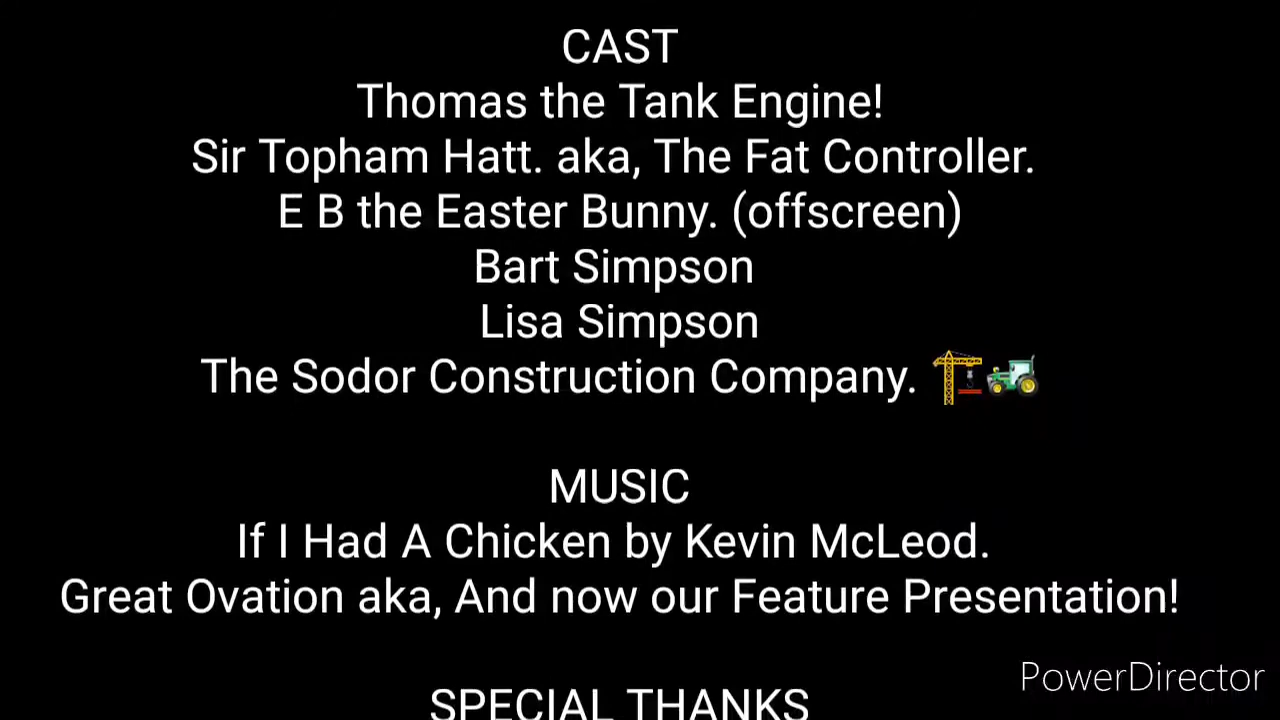 CAST
Thomas the Tank Engine!
Sir Topham Hatt. aka, The Fat Controller.
E B the Easter Bunny. (offscreen)
Bart Simpson
Lisa Simpson
The Sodor Construction Company. 🏗️🚜
MUSIC
If I Had A Chicken by Kevin McLeod.
Great Ovation aka, And now our Feature Presentation!
PowerDirector
SPECIAL THANKS